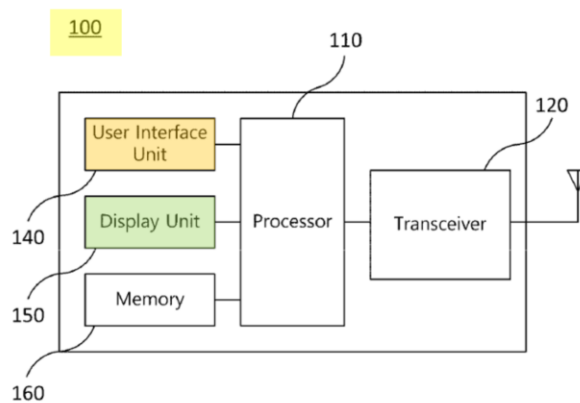 100
110
120
User Interface
Unit
Display Unit
Processor
Transceiver
140
Memory
150
160